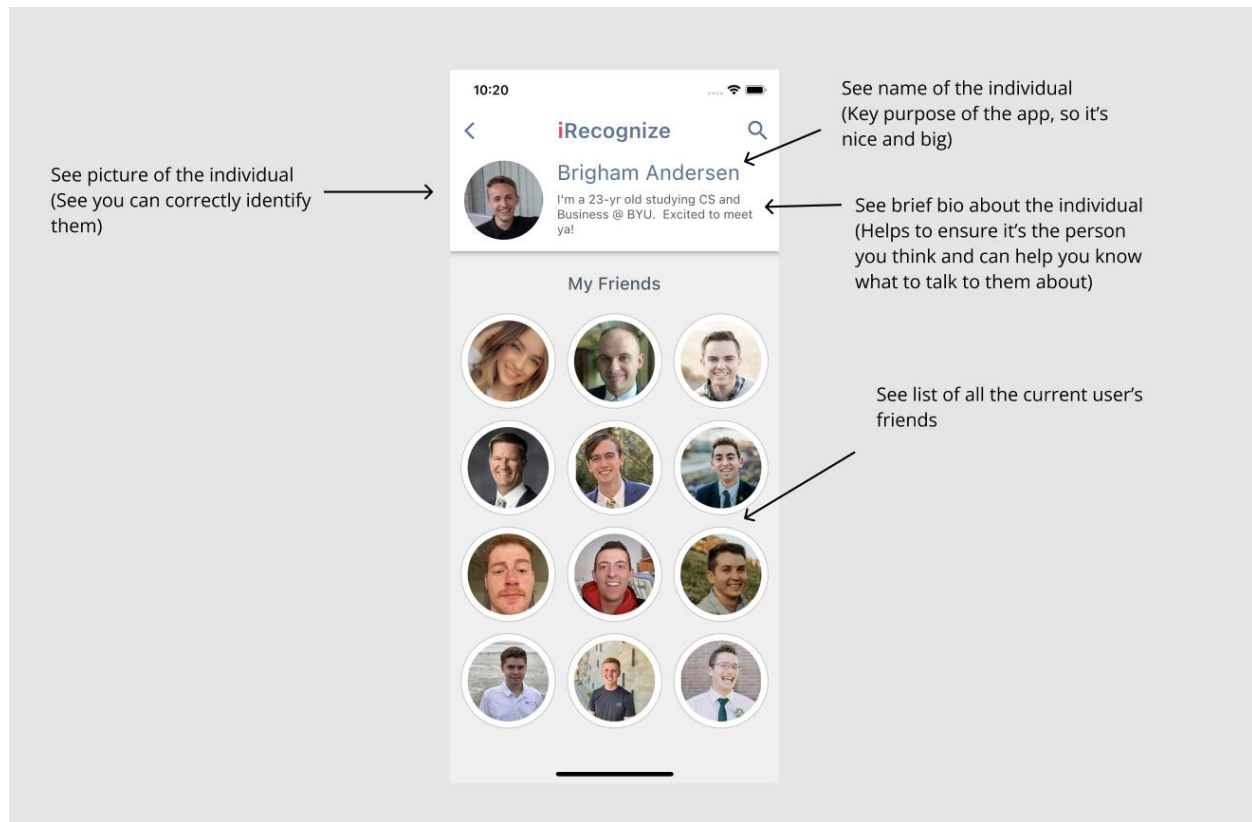 10:20
iRecognize
Brigham Andersen
I'm a 23-yr old studying CS and
Business @ BYU.  Excited to meet
ya!
My Friends
See picture of the individual
(See you can correctly identify
them)
See name of the individual
(Key purpose of the app, so it's
nice and big)
See brief bio about the individual
(Helps to ensure it's the person
you think and can help you know
what to talk to them about)
See list of all the current user's
friends